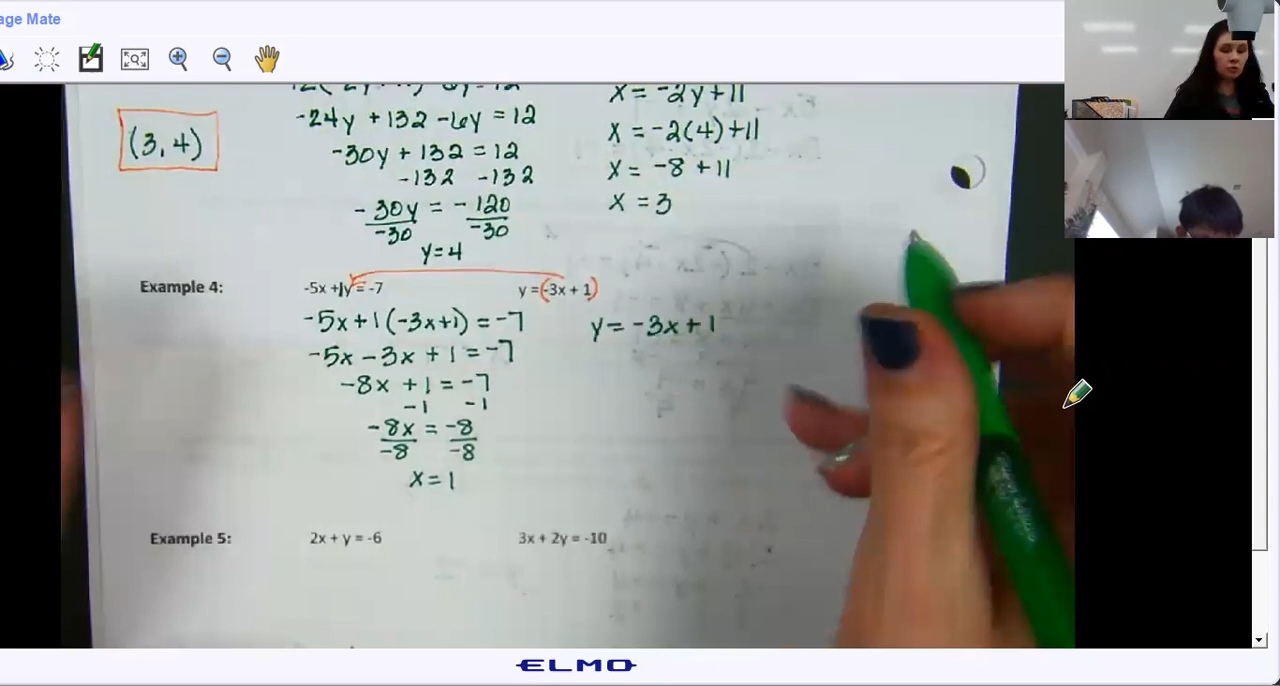 age Mate
-24y + 132 - 6y = 12
-30y + 132 = 12
-132 -132
-30y = -120
-30 -30
y = 4
(3, 4)
x = -2y + 11
x = -2(4) + 11
x = -8 + 11
x = 3
Example 4: -5x + 1y = -7 y = (-3x + 1)
-5x + 1(-3x + 1) = -7
-5x - 3x + 1 = -7
-8x + 1 = -7
-1 -1
-8x = -8
-8 -8
x = 1
y = -3x + 1
Example 5: 2x + y = -6 3x + 2y = -10
ELMO